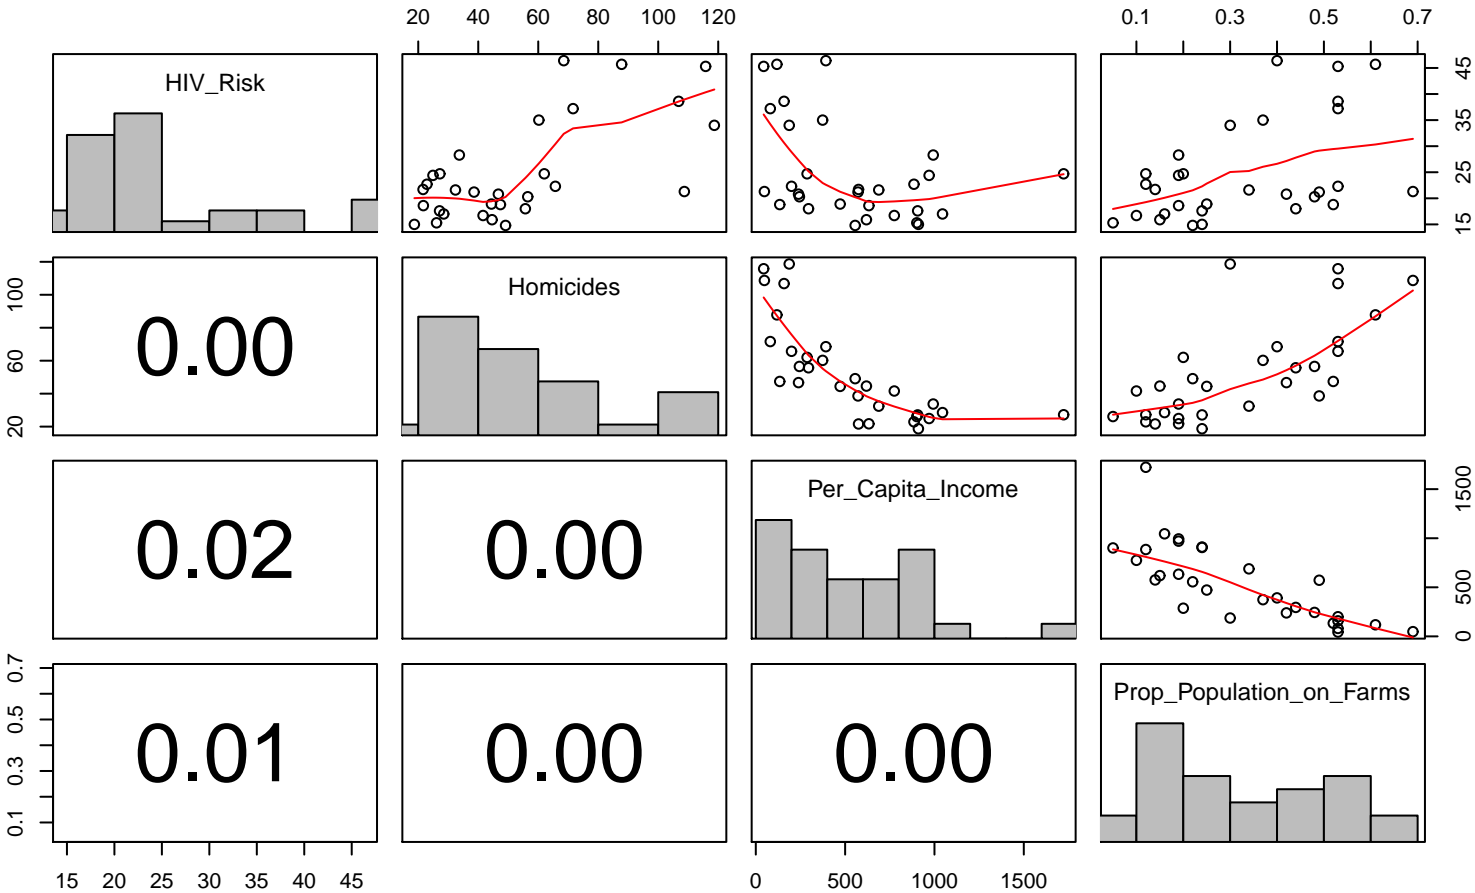 20 40 60 80 100 120
0.1 0.3 0.5 0.7
HIV_Risk
15 25 35 45
20 60 100
0.00
Homicides
0.02
0.00
Per_Capita_Income
0 500 1500
0.1 0.3 0.5 0.7
0.01
0.00
0.00
Prop_Population_on_Farms
15 20 25 30 35 40 45
0 500 1000 1500